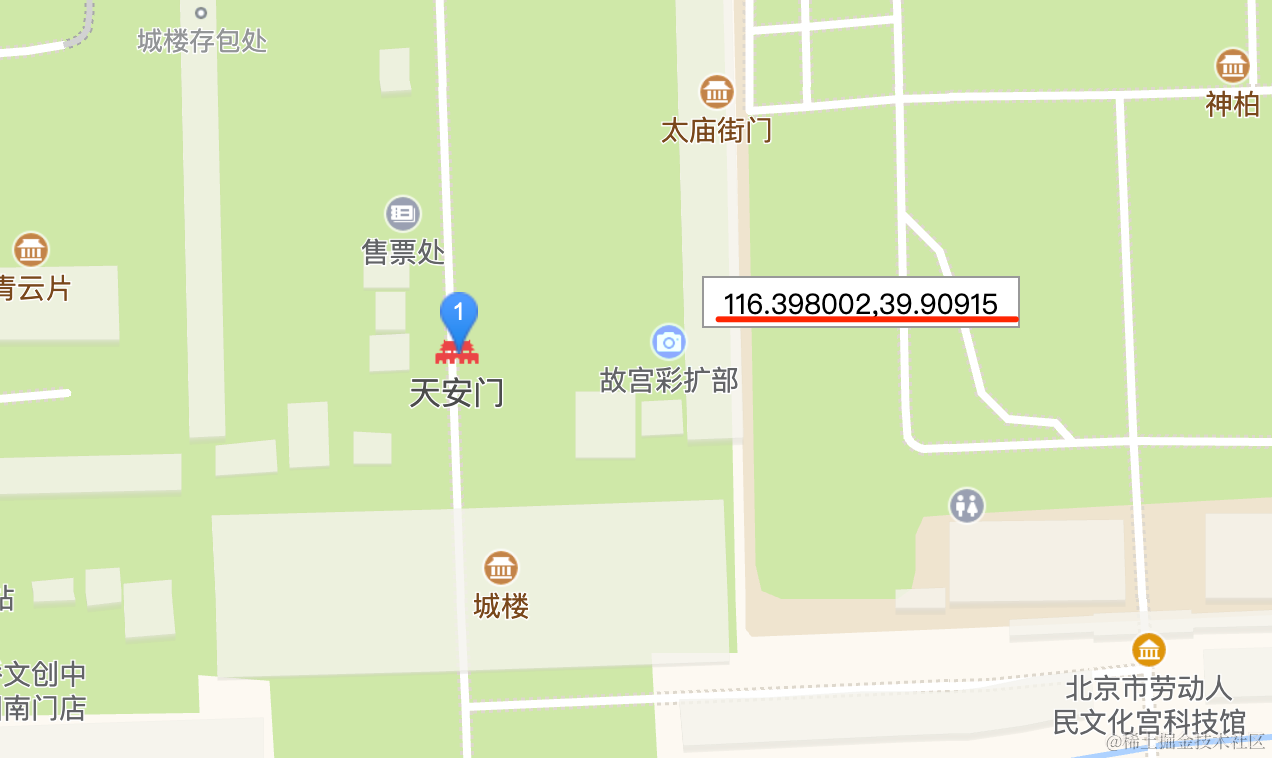 城楼存包处
太庙街门
神柏
售票处
青云片
116.398002,39.90915
1
故宫彩扩部
天安门
城楼
站
文创中
南门店
北京市劳动人
民文化宫科技馆
@稀土掘金技术社区